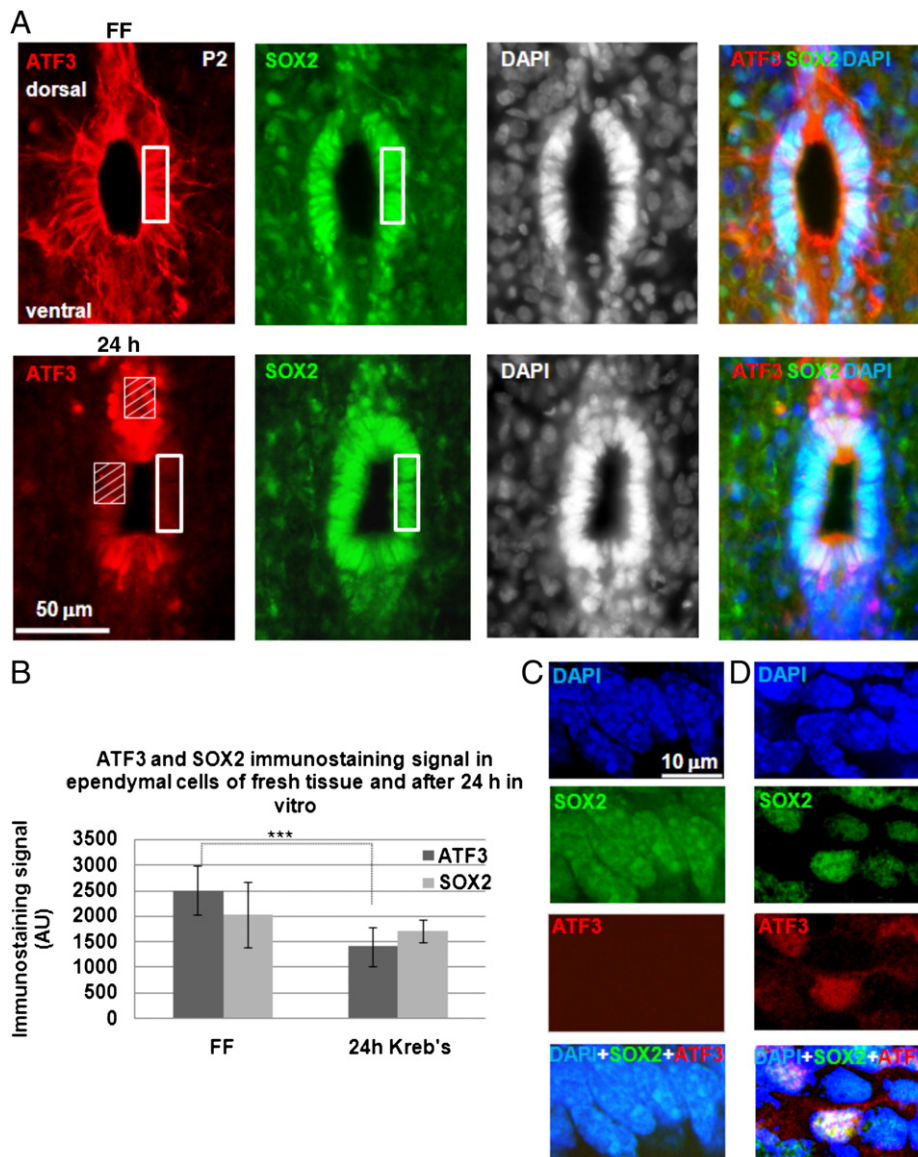 A
FF
ATF3
P2
dorsal
ventral
SOX2
DAPI
ATF3 SOX2 DAPI
24 h
ATF3
50 µm
SOX2
DAPI
ATF3 SOX2 DAPI
B
ATF3 and SOX2 immunostaining signal in
ependymal cells of fresh tissue and after 24 h in
vitro
Immunostaining signal
(AU)
3500
3000
2500
2000
1500
1000
500
0
***
ATF3
SOX2
FF
24h Kreb's
C
DAPI
10 µm
SOX2
ATF3
DAPI+SOX2+ATF3
D
DAPI
SOX2
ATF3
DAPI+SOX2+ATF